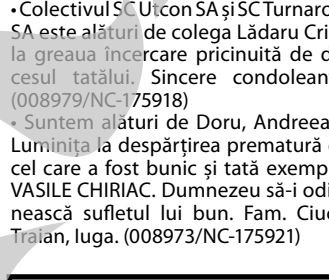 • Colectivul SC Utcon SA și SC Turnarc
SA este alături de colega Lădaru Cri
la greaua încercare pricinuită de d
cesul tatălui. Sincere condolean
(008979/NC-175918)
• Suntem alături de Doru, Andreea
Luminița la despărțirea prematură
cel care a fost bunic și tată exemp
VASILE CHIRIAC. Dumnezeu să-i odi
nească sufletul lui bun. Fam. Ciu
Traian, Iuga. (008973/NC-175921)